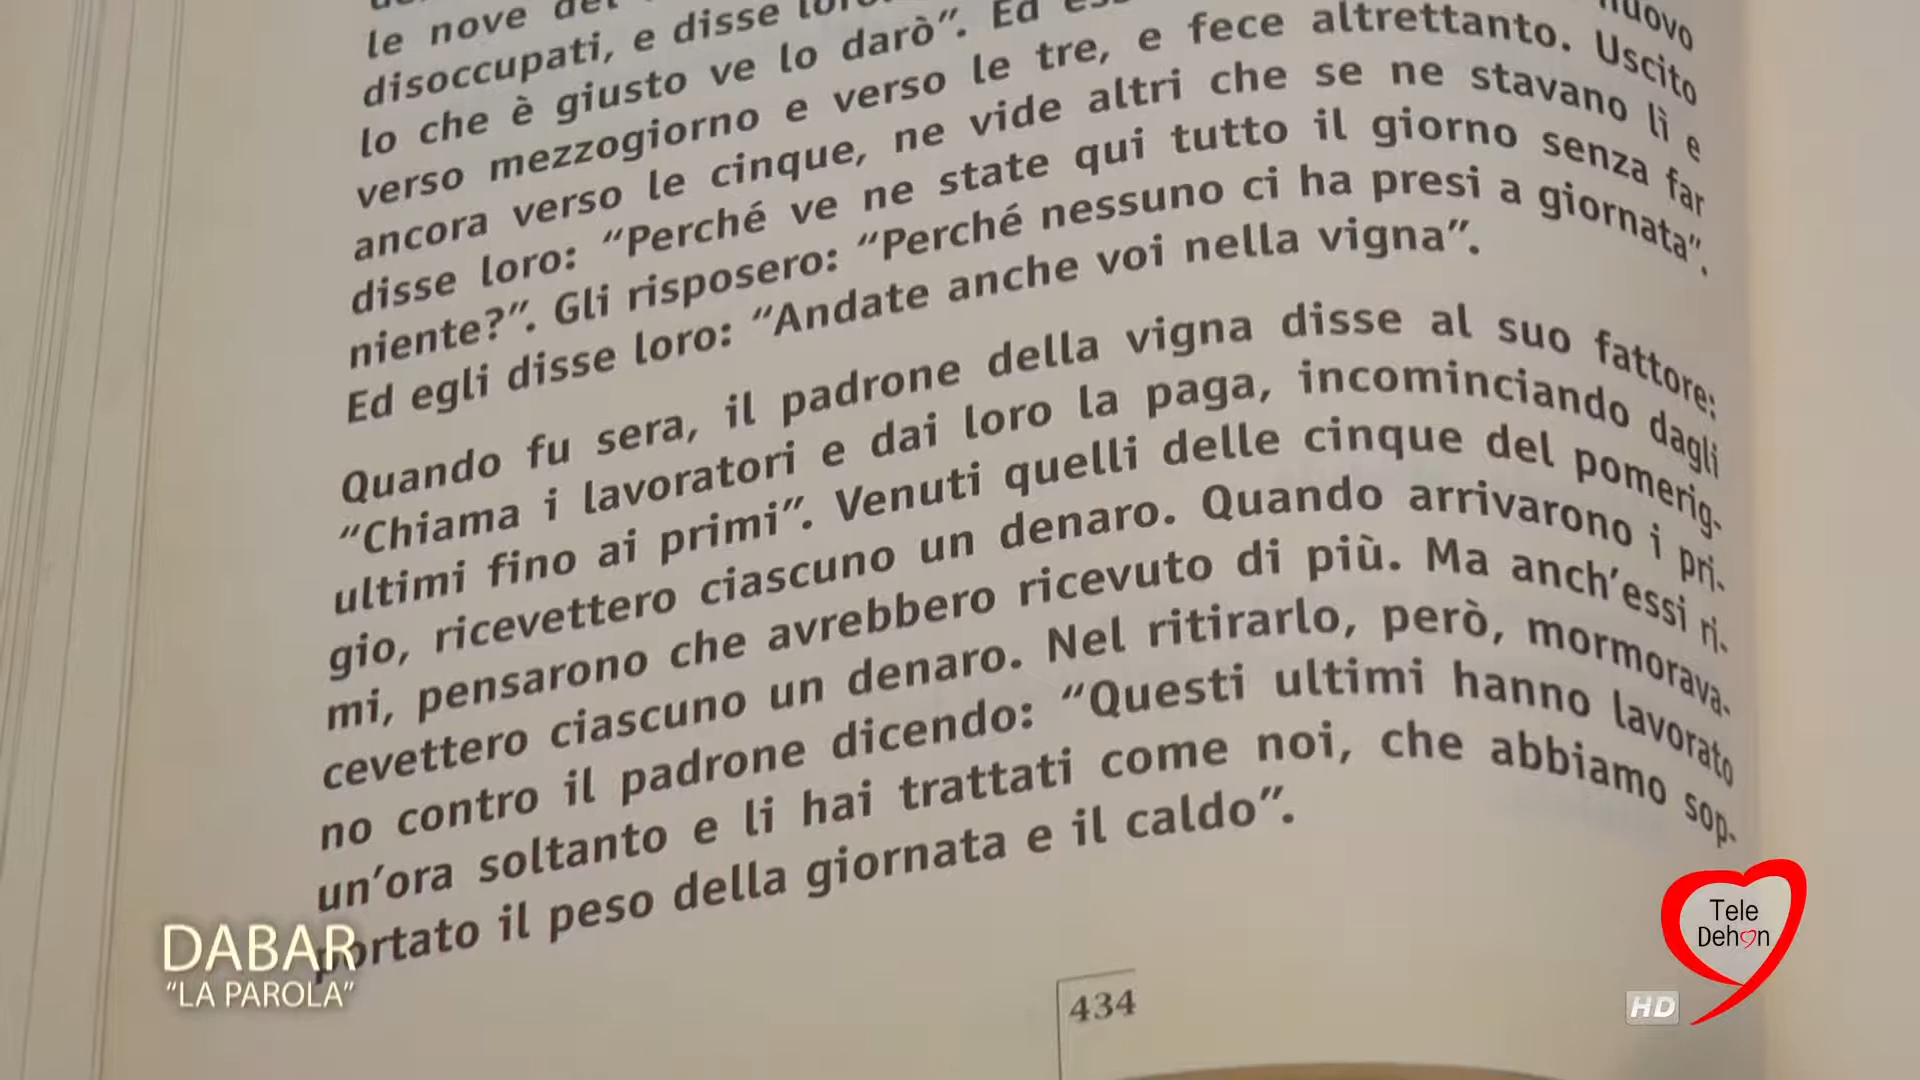 le nove del
disoccupati, e disse loro:
lo che è giusto ve lo darò”. Ed nuovo
verso mezzogiorno e verso le tre, e fece altrettanto. Uscito
ancora verso le cinque, ne vide altri che se ne stavano lì e
disse loro: “Perché ve ne state qui tutto il giorno senza far
niente?”. Gli risposero: “Perché nessuno ci ha presi a giornata”.
Ed egli disse loro: “Andate anche voi nella vigna”.
Quando fu sera, il padrone della vigna disse al suo fattore:
“Chiama i lavoratori e dai loro la paga, incominciando dagli
ultimi fino ai primi”. Venuti quelli delle cinque del pomerig-
gio, ricevettero ciascuno un denaro. Quando arrivarono i pri-
mi, pensarono che avrebbero ricevuto di più. Ma anch’essi ri-
cevettero ciascuno un denaro. Nel ritirarlo, però, mormorava-
no contro il padrone dicendo: “Questi ultimi hanno lavorato
un’ora soltanto e li hai trattati come noi, che abbiamo sop-
portato il peso della giornata e il caldo”.
434
DABAR
“LA PAROLA”
Tele
Dehon
HD